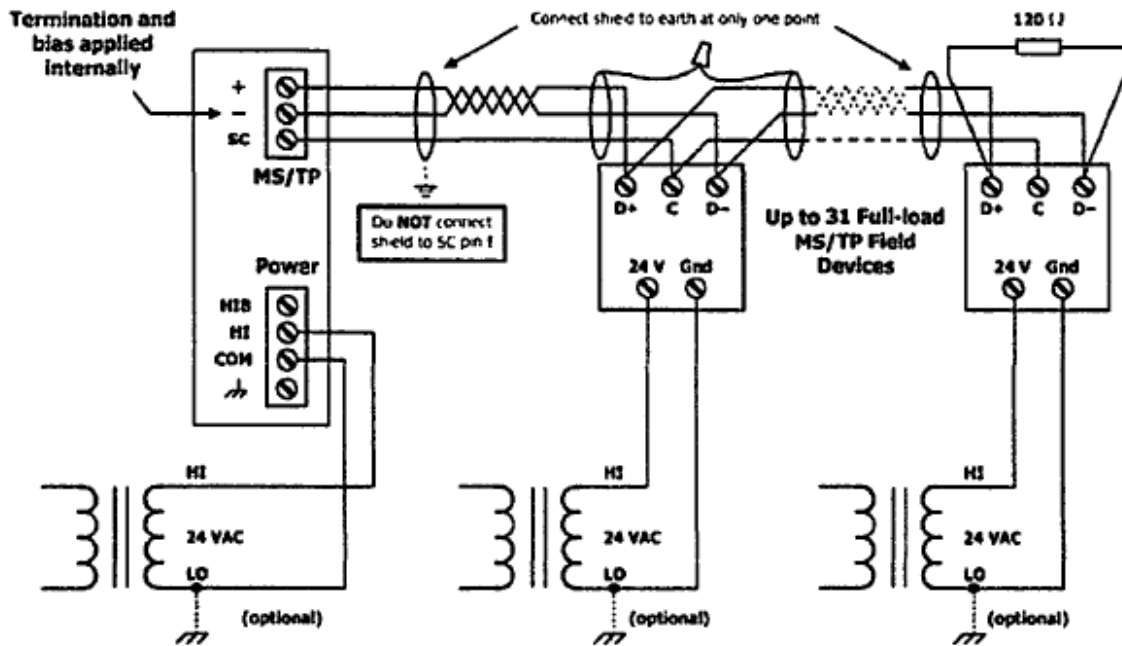 Termination and
bias applied
internally
Connect shield to earth at only one point
+
−
SC
MS/TP
Do NOT connect
shield to SC pin !
D+ C D−
Up to 31 Full-load
MS/TP Field
Devices
D+ C D−
Power
24 V Gnd
24 V Gnd
HIB
HI
COM
HI
24 VAC
LO
(optional)
HI
24 VAC
LO
(optional)
HI
24 VAC
LO
(optional)